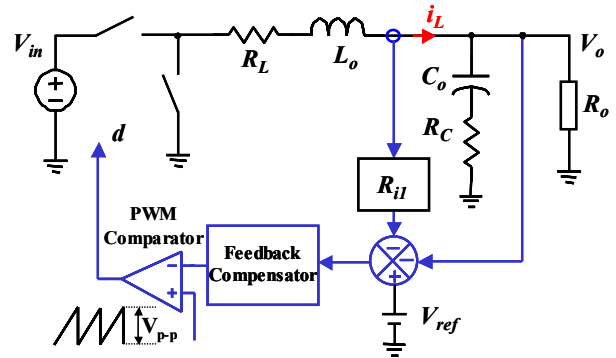 V_in
R_L
L_o
i_L
V_o
C_o
R_C
R_o
d
R_i1
PWM
Comparator
Feedback
Compensator
V_p-p
V_ref